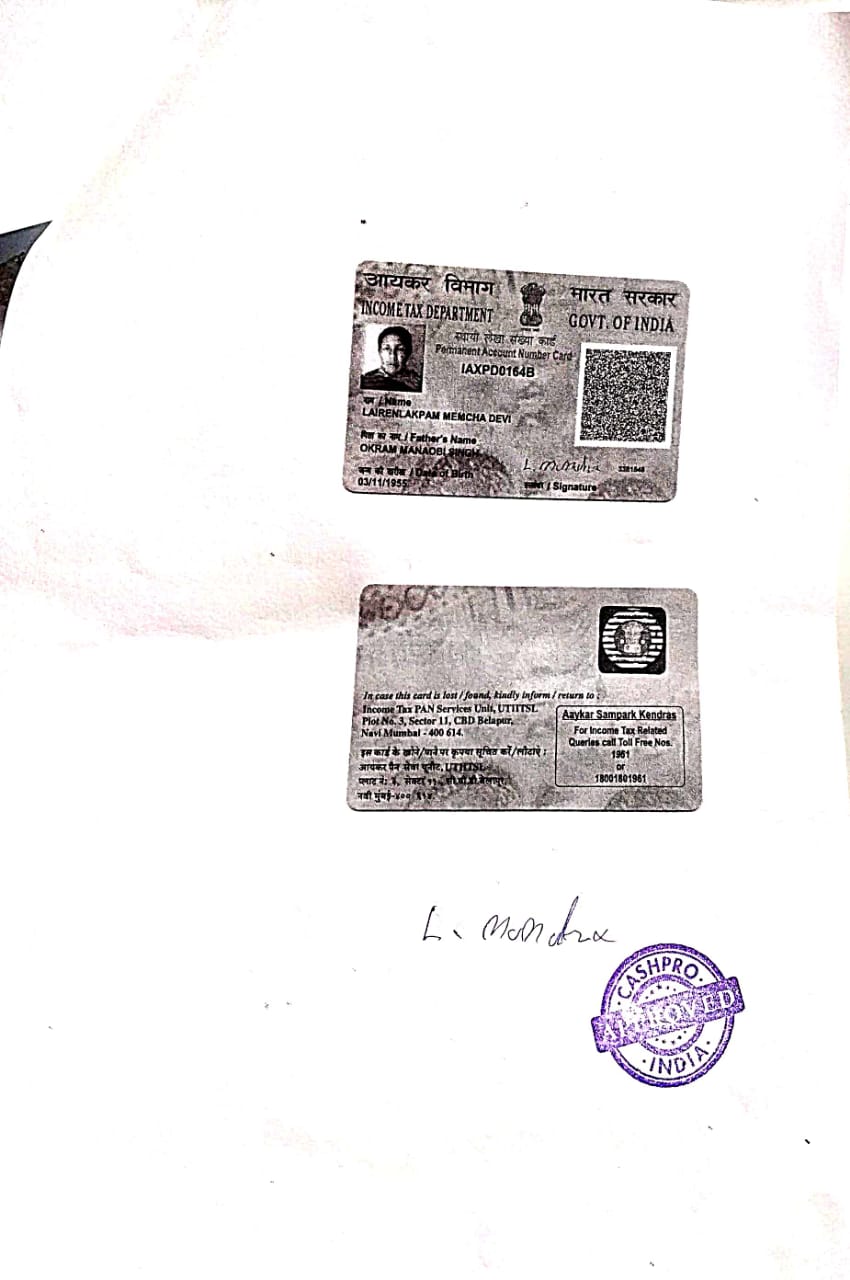 आयकर विभाग
INCOME TAX DEPARTMENT
भारत सरकार
GOVT. OF INDIA
स्थायी लेखा संख्या कार्ड
Permanent Account Number Card
IAXPD0164B
नाम / Name
LAIRENLAKPAM MEMCHA DEVI
पिता का नाम / Father's Name
OKRAM MANAOBI SINGH
जन्म की तारीख / Date of Birth
03/11/1955
हस्ताक्षर / Signature
In case this card is lost / found, kindly inform / return to :
Income Tax PAN Services Unit, UTIITSL
Plot No. 3, Sector 11, CBD Belapur,
Navi Mumbai - 400 614.
इस कार्ड के खोने/पाने पर कृपया सूचित करें/लौटाएं :
आयकर पैन सेवा यूनीट, UTIITSL
प्लाट नं: ३, सेक्टर ११, सी.बी.डी.बेलापुर,
नवी मुंबई-४०० ६१४.
Aaykar Sampark Kendras
For Income Tax Related
Queries call Toll Free Nos.
1961
or
18001801961
CASHPRO
APPROVED
INDIA